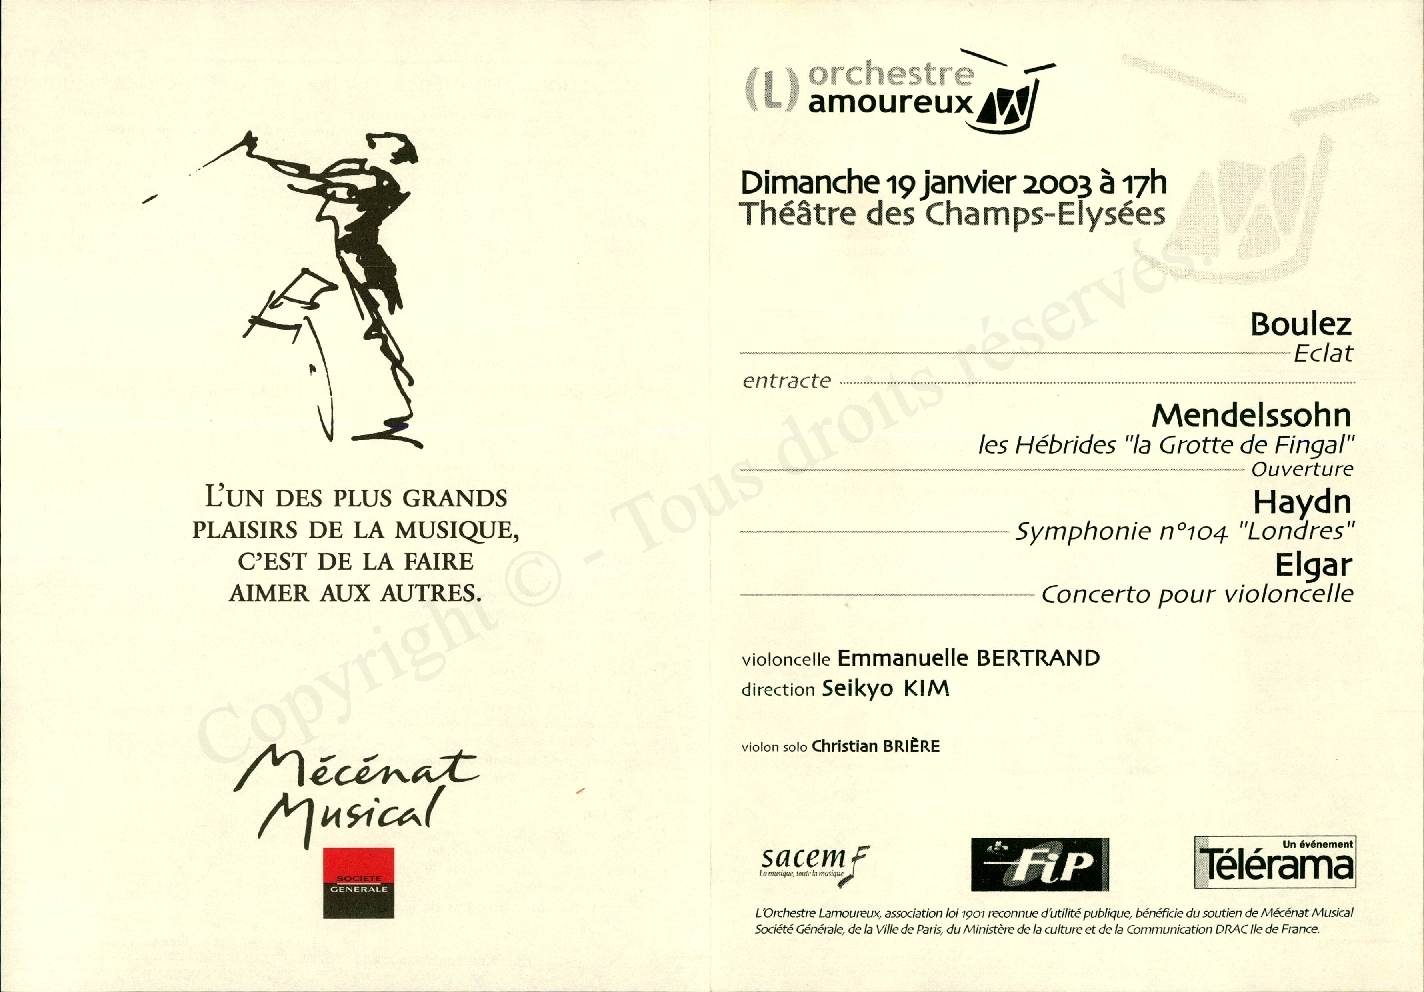 L'UN DES PLUS GRANDS
PLAISIRS DE LA MUSIQUE,
C'EST DE LA FAIRE
AIMER AUX AUTRES.
Mécénat
Musical
SOCIETE
GENERALE
(L) orchestre
amoureux
Dimanche 19 janvier 2003 à 17h
Théâtre des Champs-Elysées
Boulez
Eclat
entracte
Mendelssohn
les Hébrides "la Grotte de Fingal"
Ouverture
Haydn
Symphonie n°104 "Londres"
Elgar
Concerto pour violoncelle
violoncelle Emmanuelle BERTRAND
direction Seikyo KIM
violon solo Christian BRIÈRE
sacem
La musique, toute la musique
FiP
Un événement
Télérama
L'Orchestre Lamoureux, association loi 1901 reconnue d'utilité publique, bénéficie du soutien de Mécénat Musical
Société Générale, de la Ville de Paris, du Ministère de la culture et de la Communication DRAC Ile de France.
Copyright © - Tous droits réservés.